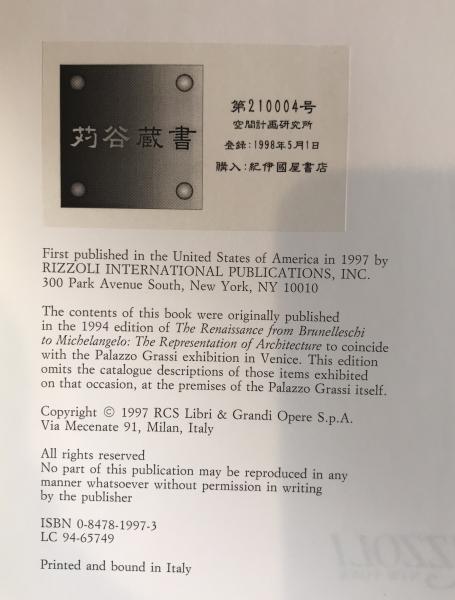 苅谷蔵書
第210004号
空間計画研究所
登録:1998年5月1日
購入:紀伊國屋書店
First published in the United States of America in 1997 by
RIZZOLI INTERNATIONAL PUBLICATIONS, INC.
300 Park Avenue South, New York, NY 10010
The contents of this book were originally published
in the 1994 edition of The Renaissance from Brunelleschi
to Michelangelo: The Representation of Architecture to coincide
with the Palazzo Grassi exhibition in Venice. This edition
omits the catalogue descriptions of those items exhibited
on that occasion, at the premises of the Palazzo Grassi itself.
Copyright © 1997 RCS Libri & Grandi Opere S.p.A.
Via Mecenate 91, Milan, Italy
All rights reserved
No part of this publication may be reproduced in any
manner whatsoever without permission in writing
by the publisher
ISBN 0-8478-1997-3
LC 94-65749
Printed and bound in Italy